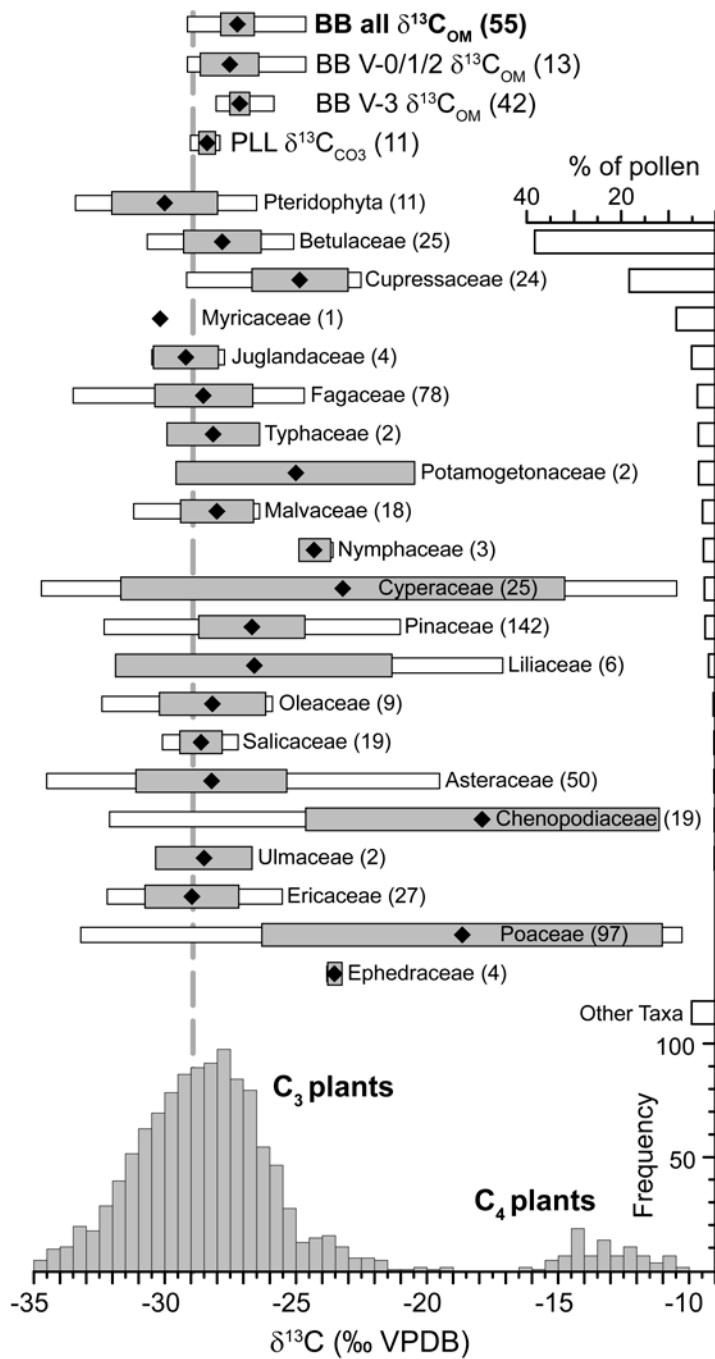 BB all δ¹³C_OM (55)
BB V-0/1/2 δ¹³C_OM (13)
BB V-3 δ¹³C_OM (42)
PLL δ¹³C_CO3 (11)
% of pollen
40 20
Pteridophyta (11)
Betulaceae (25)
Cupressaceae (24)
Myricaceae (1)
Juglandaceae (4)
Fagaceae (78)
Typhaceae (2)
Potamogetonaceae (2)
Malvaceae (18)
Nymphaceae (3)
Cyperaceae (25)
Pinaceae (142)
Liliaceae (6)
Oleaceae (9)
Salicaceae (19)
Asteraceae (50)
Chenopodiaceae (19)
Ulmaceae (2)
Ericaceae (27)
Poaceae (97)
Ephedraceae (4)
Other Taxa
100
C₃ plants
Frequency
50
C₄ plants
-35 -30 -25 -20 -15 -10
δ¹³C (‰ VPDB)